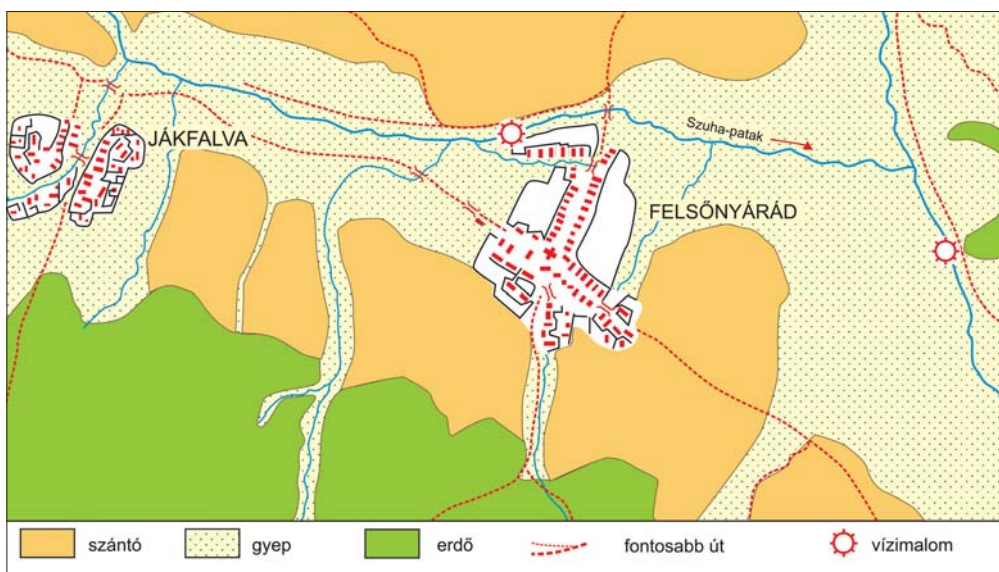 JÁKFALVA
Szuha-patak
FELSŐNYÁRÁD
szántó
gyep
erdő
fontosabb út
vízimalom